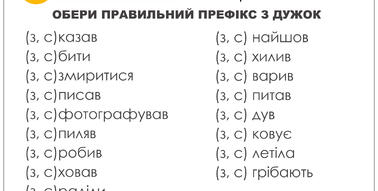 ОБЕРИ ПРАВИЛЬНИЙ ПРЕФІКС З ДУЖОК
(з, с)казав
(з, с)бити
(з, с)змиритися
(з, с)писав
(з, с)фотографував
(з, с)пиляв
(з, с)робив
(з, с)ховав
(з, с) найшов
(з, с) хилив
(з, с) варив
(з, с) питав
(з, с) дув
(з, с) ковує
(з, с) летіла
(з, с) грібають